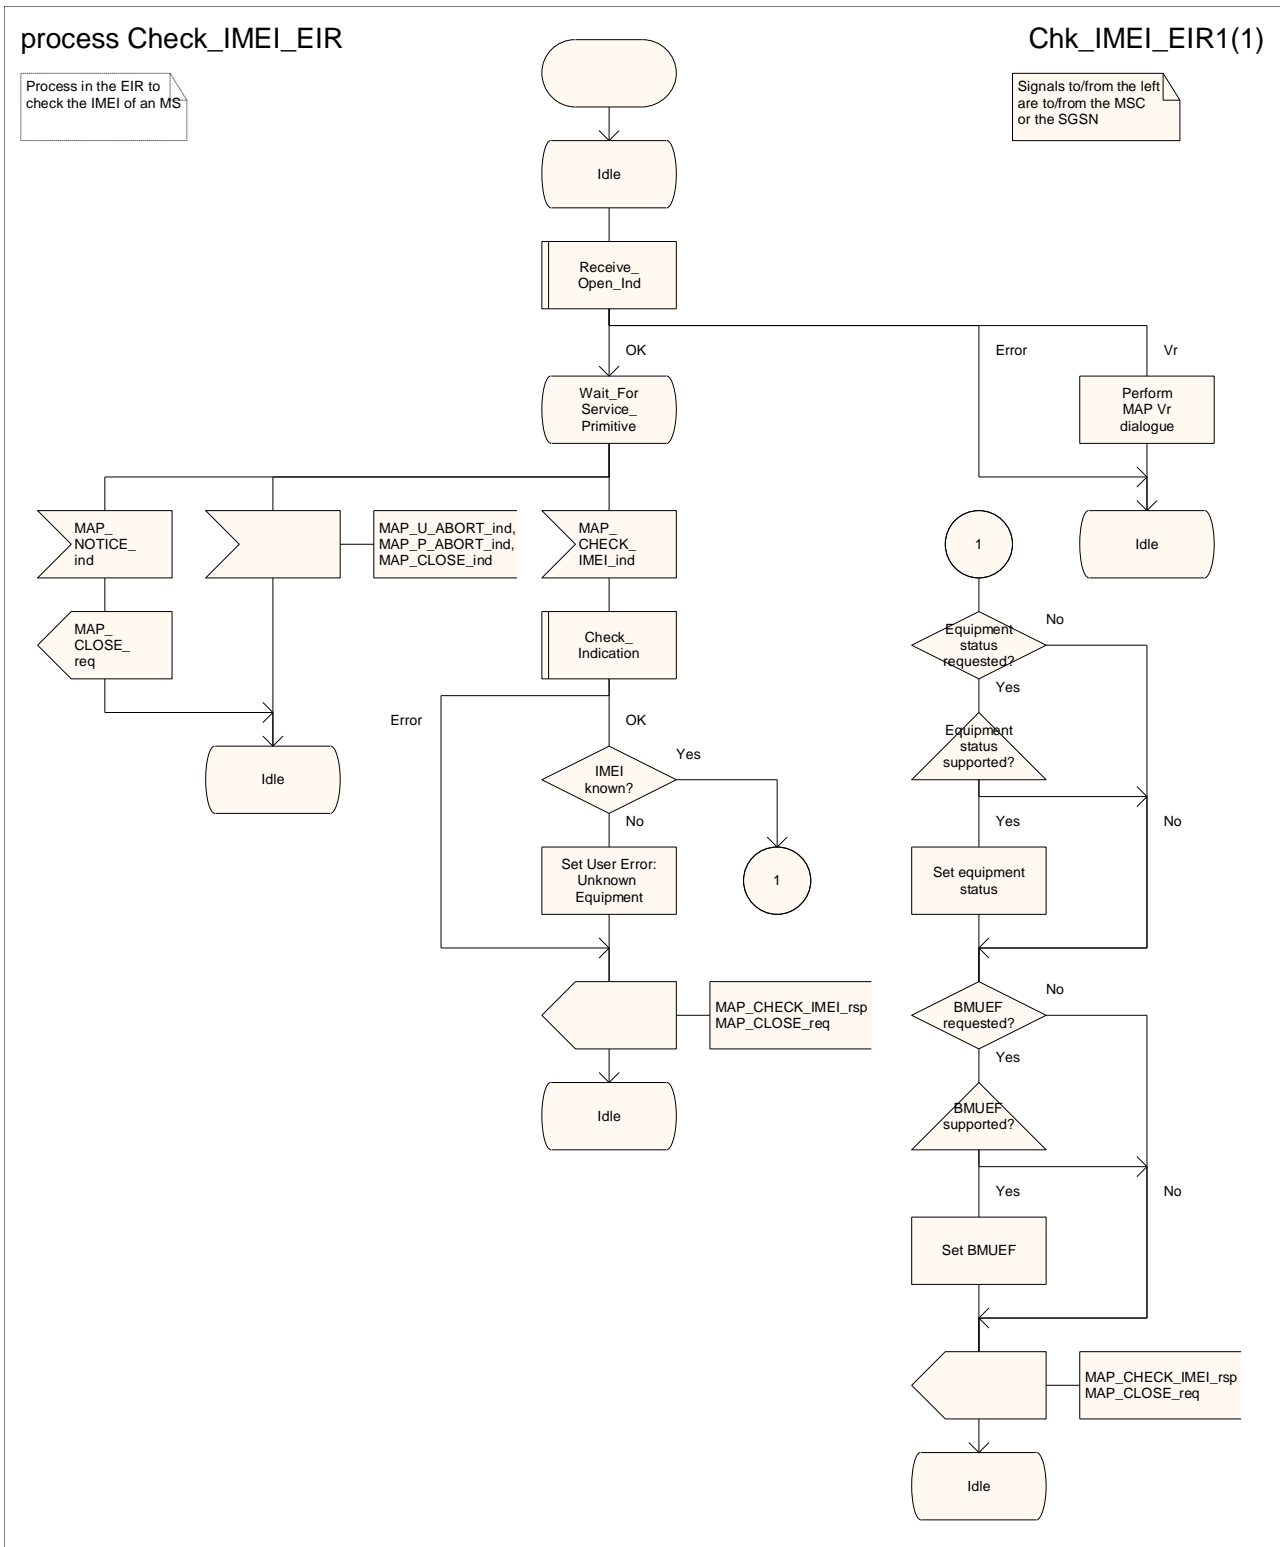 process Check_IMEI_EIR
Chk_IMEI_EIR1(1)
Process in the EIR to
check the IMEI of an MS
Signals to/from the left
are to/from the MSC
or the SGSN
Idle
Receive_
Open_Ind
OK
Error
Vr
Wait_For
Service_
Primitive
Perform
MAP Vr
dialogue
MAP_
NOTICE_
ind
MAP_U_ABORT_ind,
MAP_P_ABORT_ind,
MAP_CLOSE_ind
MAP_
CHECK_
IMEI_ind
1
Idle
MAP_
CLOSE_
req
Check_
Indication
Equipment
status
requested?
No
Yes
Error
OK
Idle
IMEI
known?
Yes
Equipment
status
supported?
No
Yes
No
Set User Error:
Unknown
Equipment
1
Set equipment
status
MAP_CHECK_IMEI_rsp
MAP_CLOSE_req
BMUEF
requested?
No
Yes
Idle
BMUEF
supported?
Yes
No
Set BMUEF
MAP_CHECK_IMEI_rsp
MAP_CLOSE_req
Idle